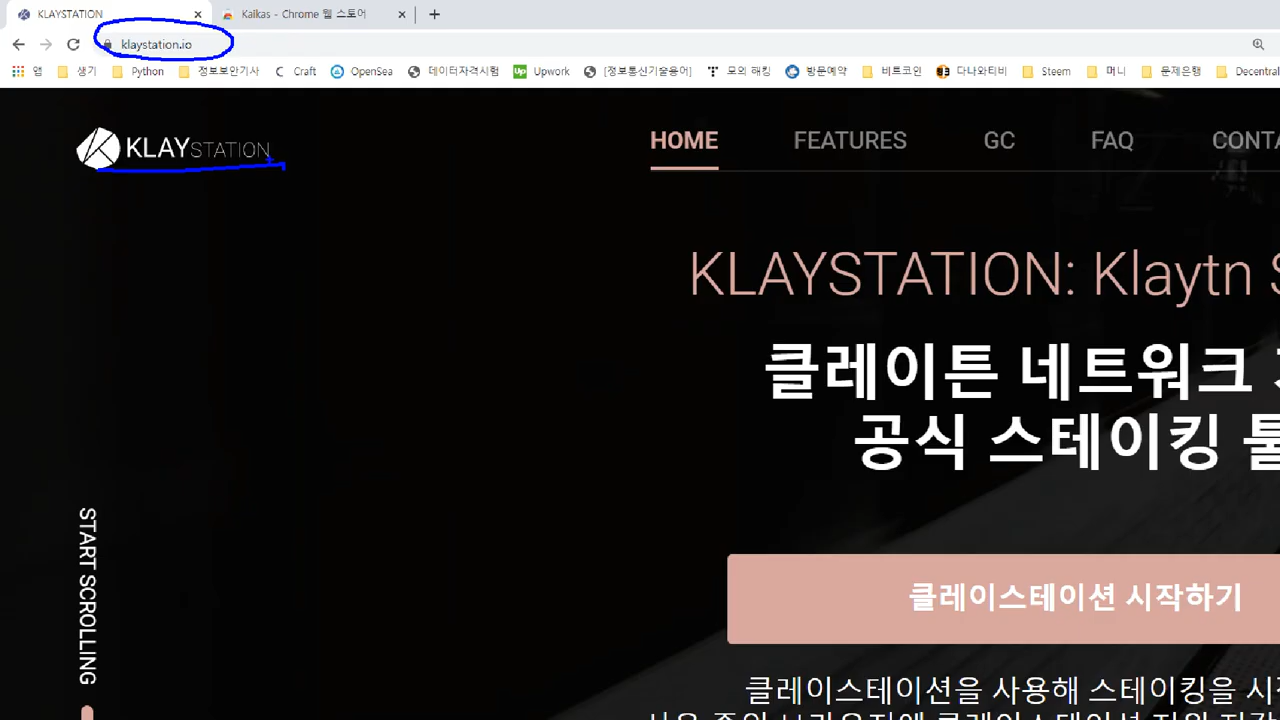 KLAYSTATION
Kaikas - Chrome 웹 스토어
klaystation.io
앱 생기 Python 정보보안기사 Craft OpenSea 데이터자격시험 Upwork [정보통신기술용어] 모의 해킹 방문예약 비트코인 다나와티비 Steem 머니 문제은행 Decentral
KLAYSTATION
HOME FEATURES GC FAQ CONTA
KLAYSTATION: Klaytn S
클레이튼 네트워크
공식 스테이킹 툴
START SCROLLING
클레이스테이션 시작하기
클레이스테이션을 사용해 스테이킹을 시